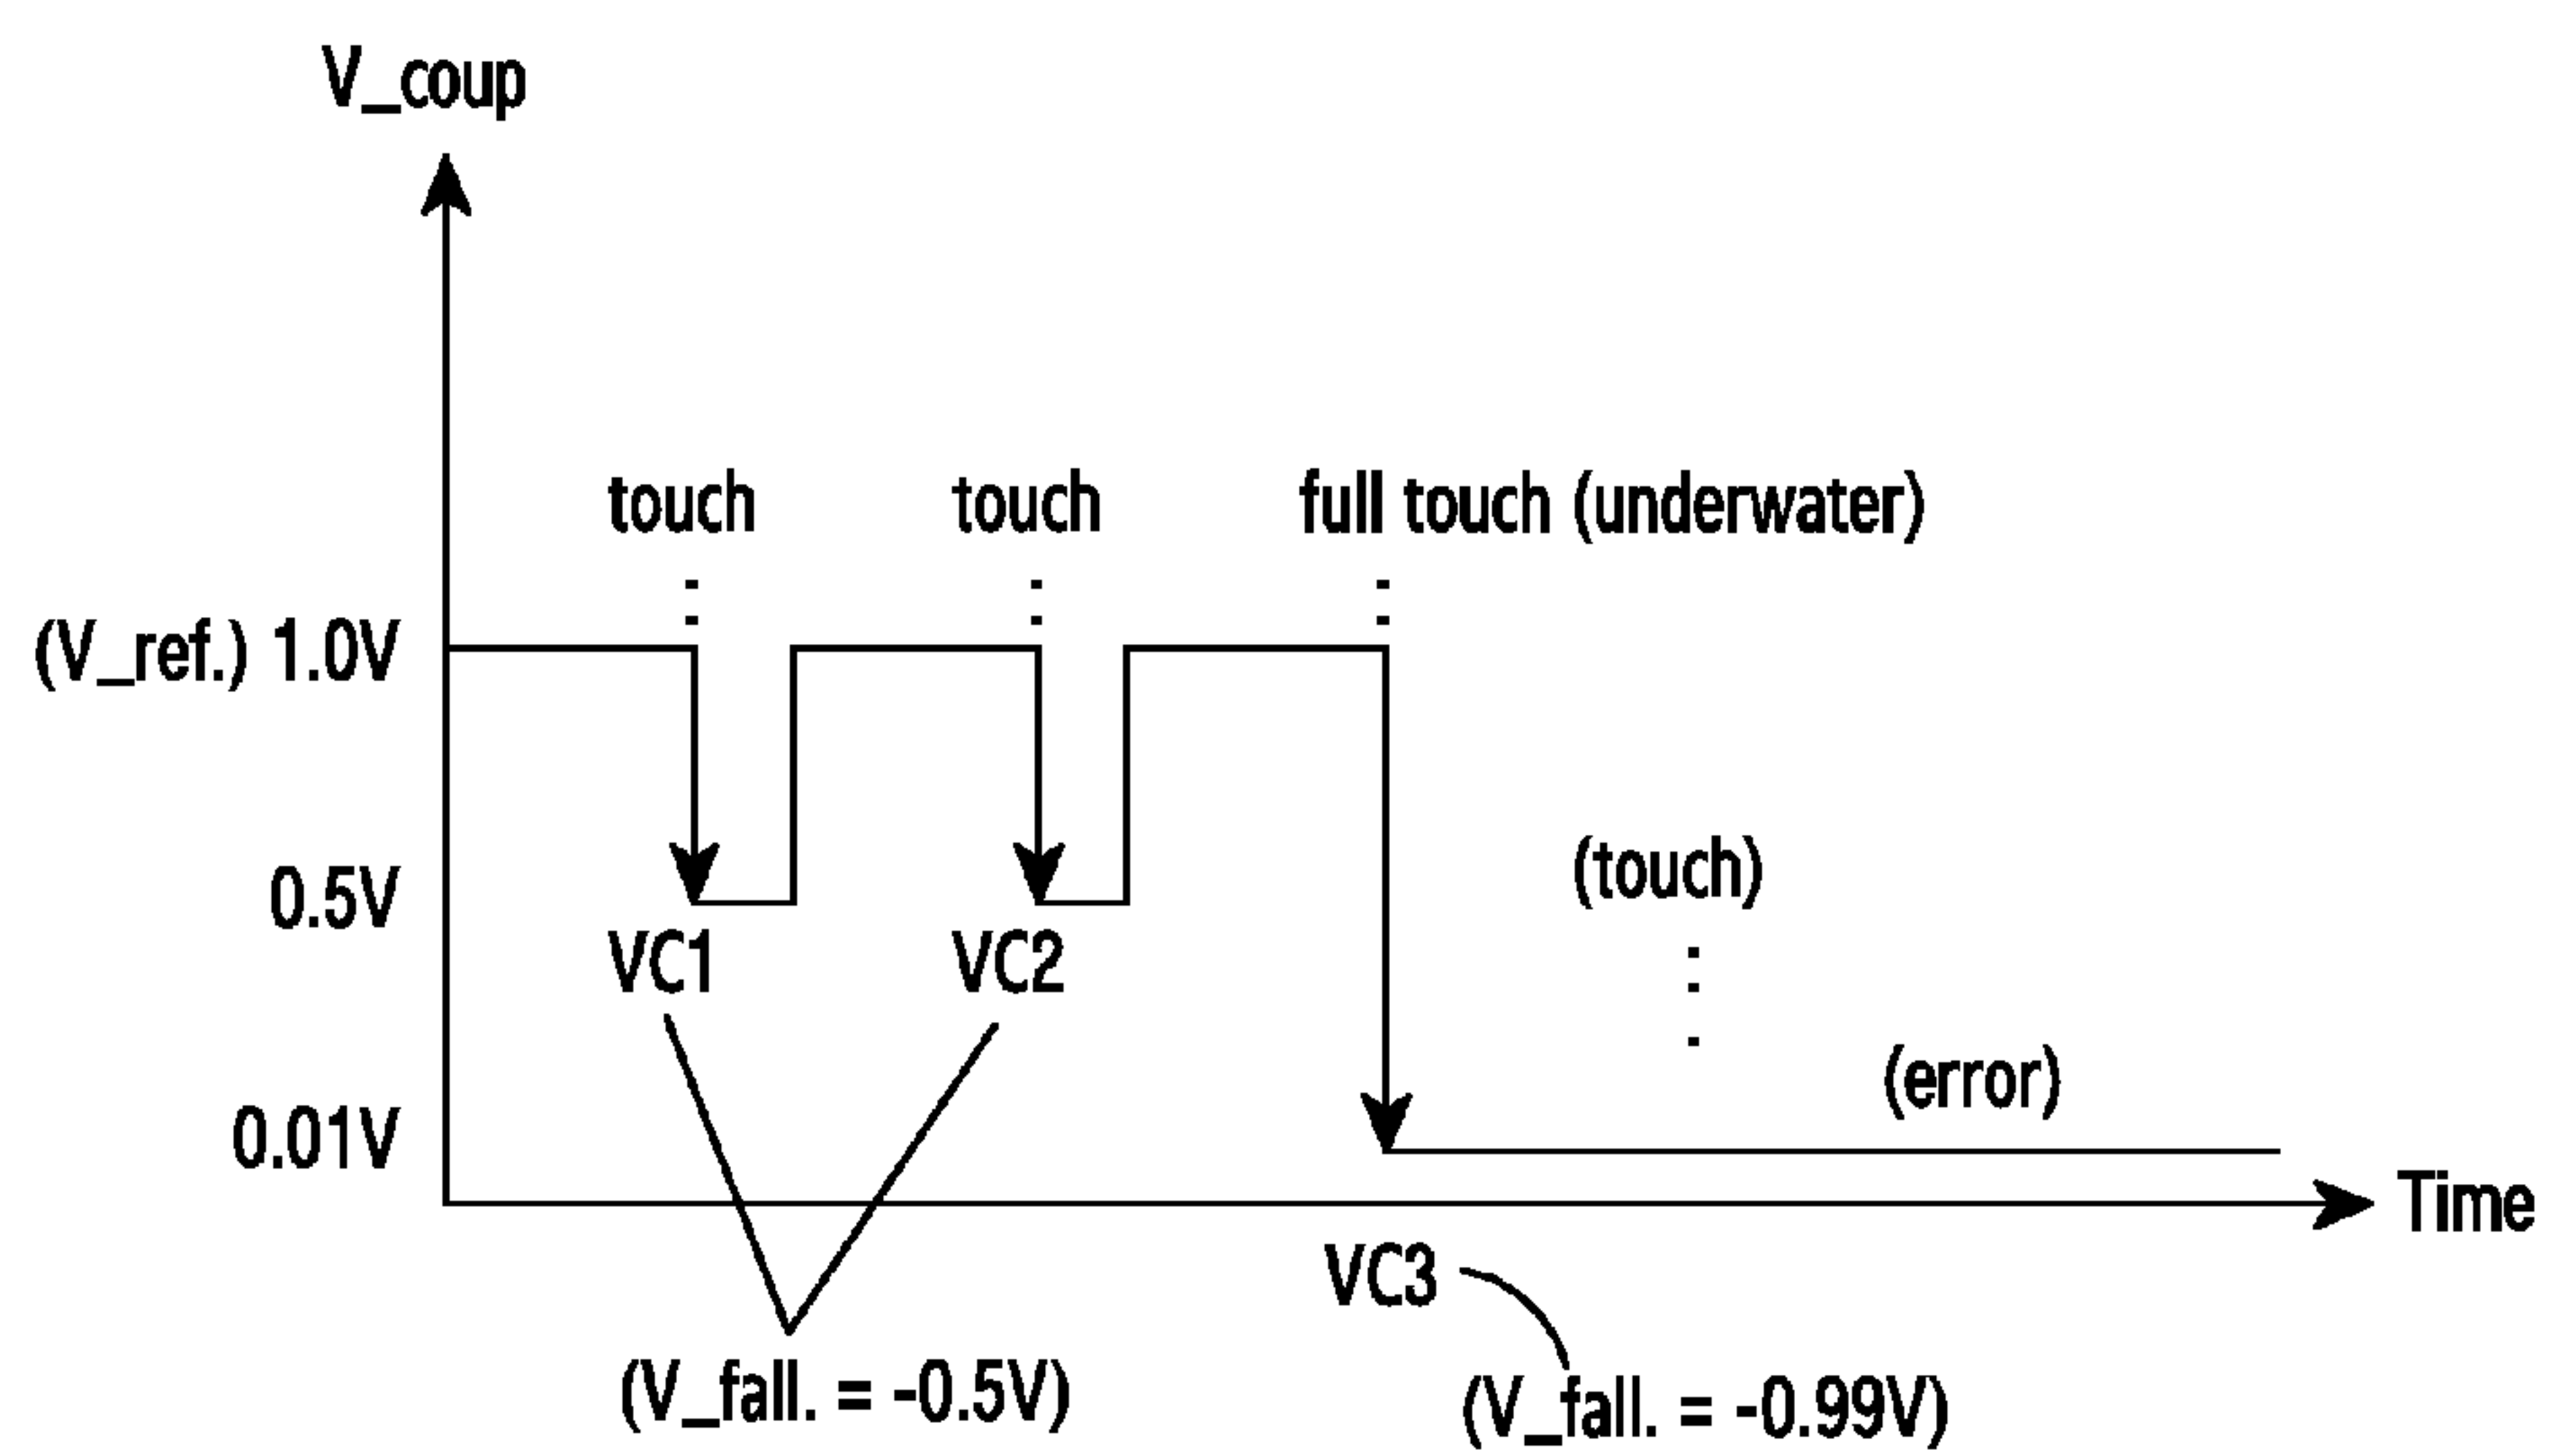 V_coup
touch
touch
full touch (underwater)
(V_ref.) 1.0V
(touch)
0.5V
VC1
VC2
(error)
0.01V
Time
VC3
(V_fall. = -0.5V)
(V_fall. = -0.99V)